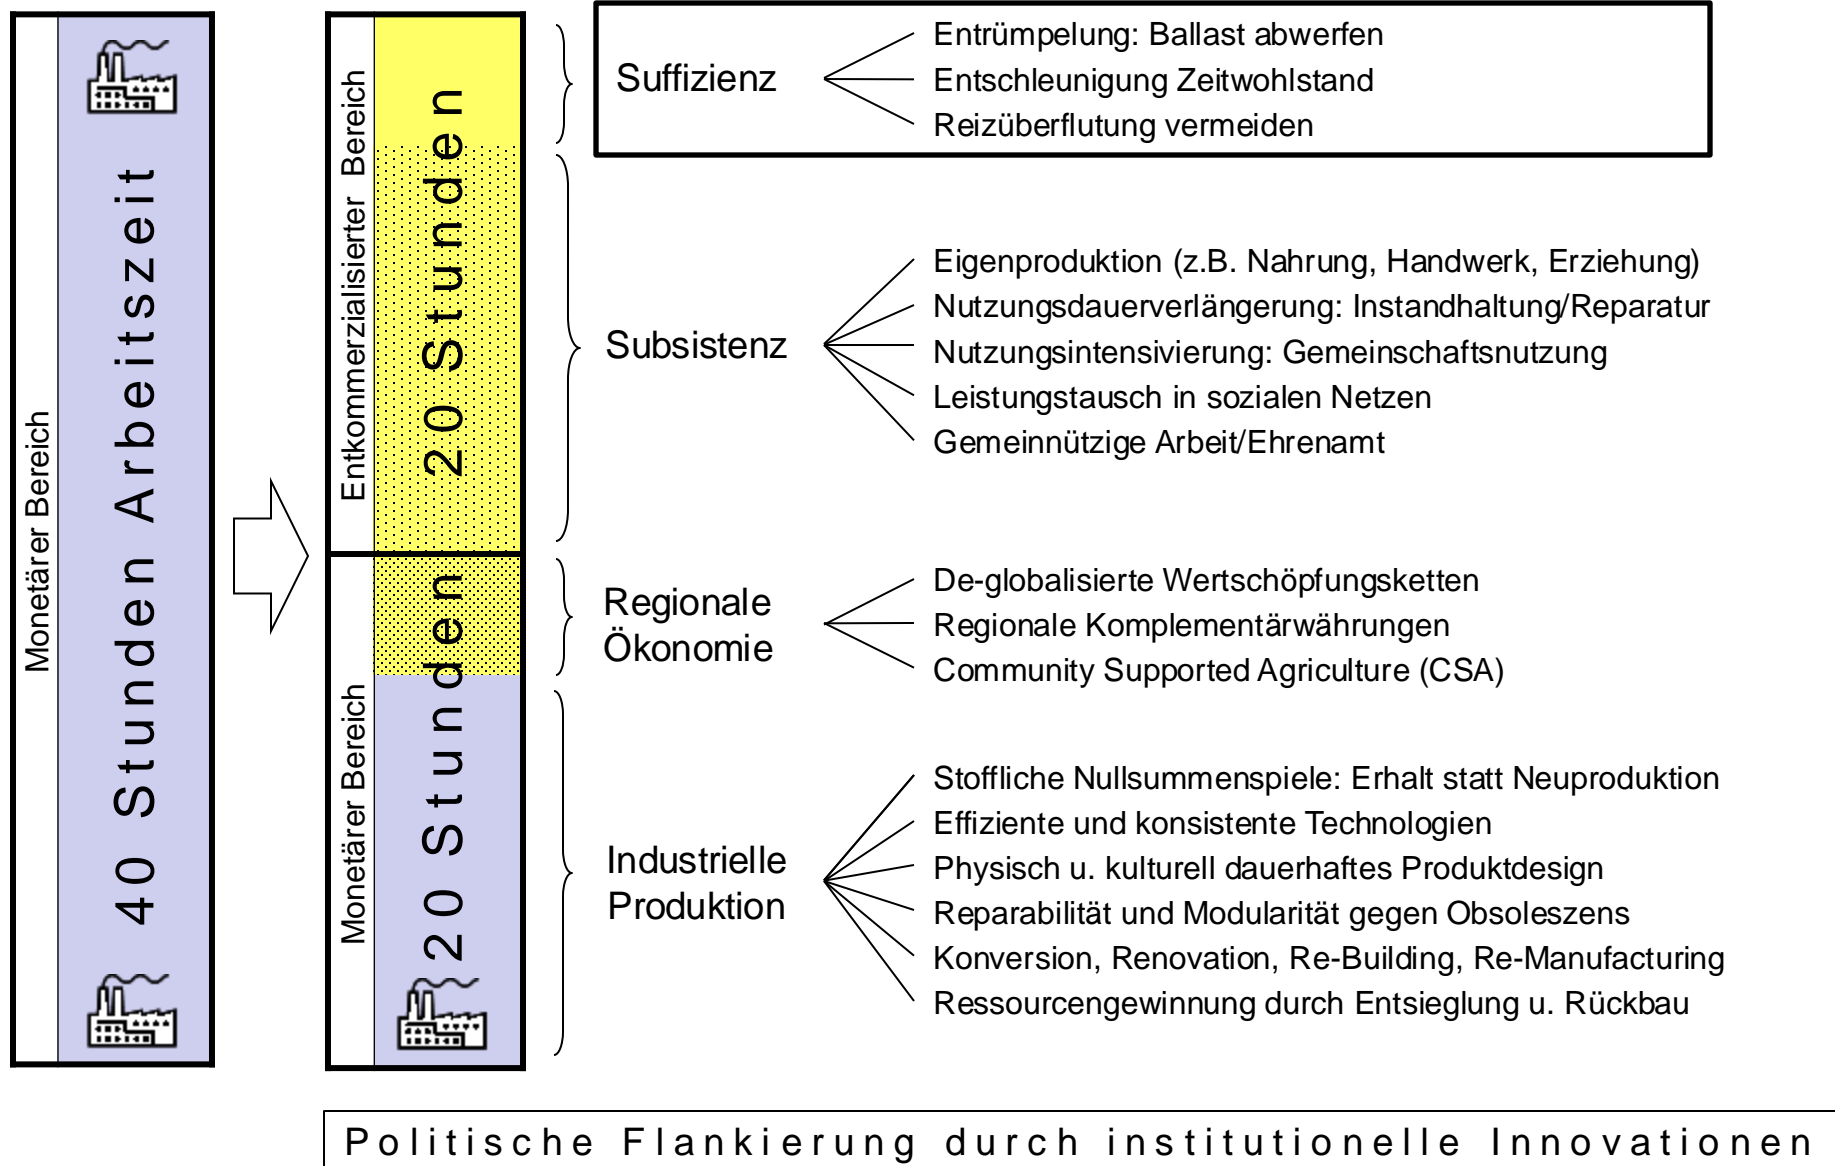 Monetärer Bereich
40 Stunden Arbeitszeit
Entkommerzialisierter Bereich
20 Stunden
Monetärer Bereich
20 Stunden
Suffizienz
Entrümpelung: Ballast abwerfen
Entschleunigung Zeitwohlstand
Reizüberflutung vermeiden
Subsistenz
Eigenproduktion (z.B. Nahrung, Handwerk, Erziehung)
Nutzungsdauerverlängerung: Instandhaltung/Reparatur
Nutzungsintensivierung: Gemeinschaftsnutzung
Leistungstausch in sozialen Netzen
Gemeinnützige Arbeit/Ehrenamt
Regionale
Ökonomie
De-globalisierte Wertschöpfungsketten
Regionale Komplementärwährungen
Community Supported Agriculture (CSA)
Industrielle
Produktion
Stoffliche Nullsummenspiele: Erhalt statt Neuproduktion
Effiziente und konsistente Technologien
Physisch u. kulturell dauerhaftes Produktdesign
Reparabilität und Modularität gegen Obsoleszens
Konversion, Renovation, Re-Building, Re-Manufacturing
Ressourcengewinnung durch Entsieglung u. Rückbau
Politische Flankierung durch institutionelle Innovationen